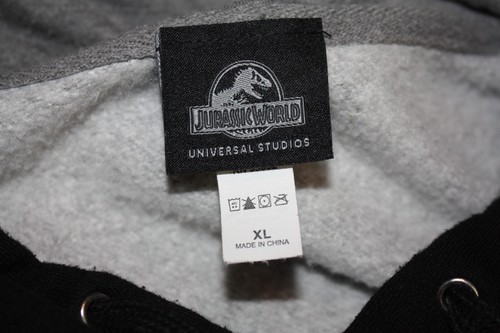 JURASSIC WORLD
UNIVERSAL STUDIOS
XL
MADE IN CHINA